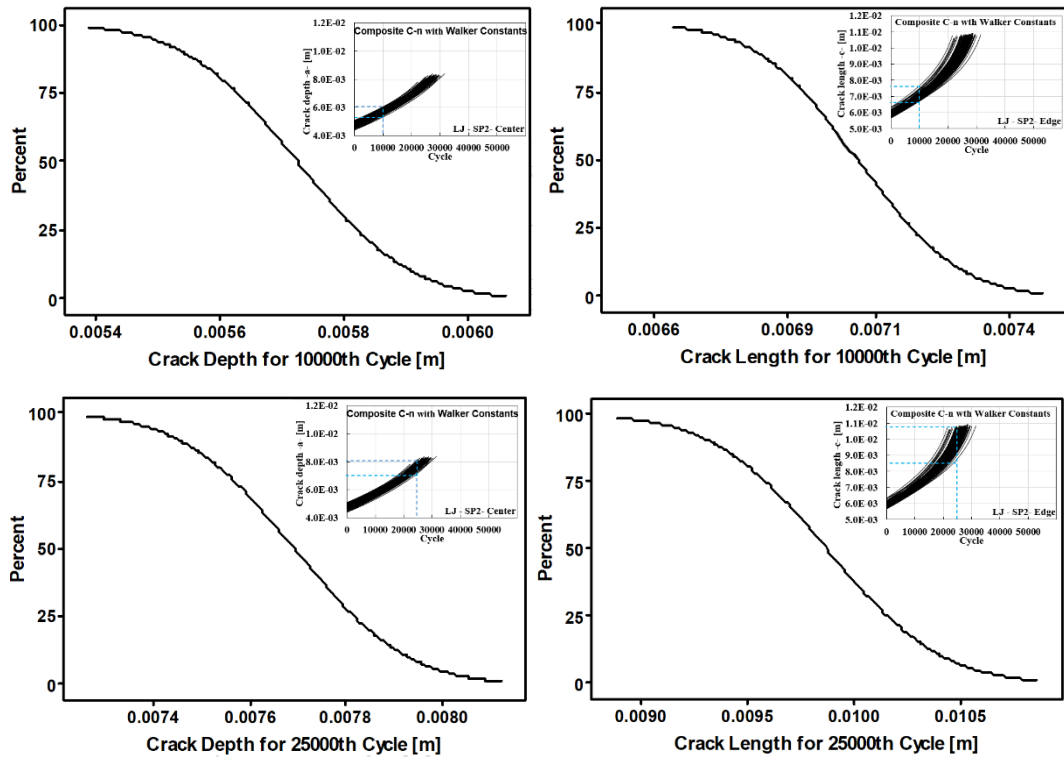 100
75
50
25
0
Percent
0.0054 0.0056 0.0058 0.0060
Crack Depth for 10000th Cycle [m]
1.2E-02
1.0E-02
8.0E-03
6.0E-03
4.0E-03
Crack depth -a- [m]
Composite C-n with Walker Constants
LJ - SP2- Center
0 10000 20000 30000 40000 50000
Cycle
100
75
50
25
0
Percent
0.0066 0.0069 0.0071 0.0074
Crack Length for 10000th Cycle [m]
1.2E-02
1.1E-02
1.0E-02
9.0E-03
8.0E-03
7.0E-03
6.0E-03
5.0E-03
Crack length -c- [m]
Composite C-n wth Walker Constants
LJ - SP2- Edge
0 10000 20000 30000 40000 50000
Cycle
100
75
50
25
0
Percent
0.0074 0.0076 0.0078 0.0080
Crack Depth for 25000th Cycle [m]
1.2E-02
1.0E-02
8.0E-03
6.0E-03
4.0E-03
Crack depth -a- [m]
Composite C-n with Walker Constants
LJ - SP2- Center
0 10000 20000 30000 40000 50000
Cycle
100
75
50
25
0
Percent
0.0090 0.0095 0.0100 0.0105
Crack Length for 25000th Cycle [m]
1.2E-02
1.1E-02
1.0E-02
9.0E-03
8.0E-03
7.0E-03
6.0E-03
5.0E-03
Crack length -c- [m]
Composite C-n wth Walker Constants
LJ - SP2- Edge
0 10000 20000 30000 40000 50000
Cycle